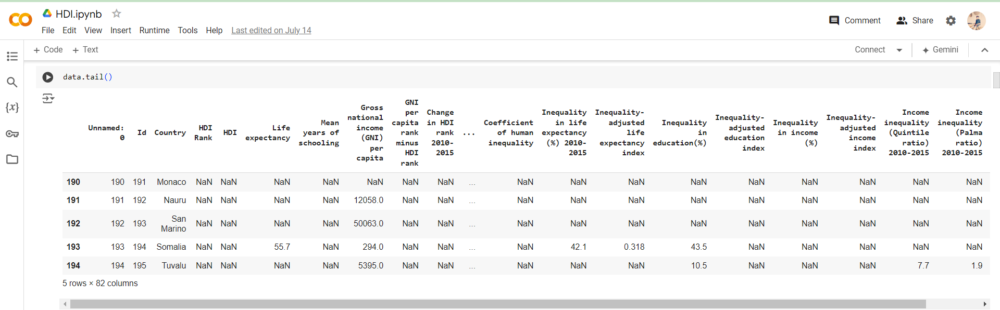 HDI.ipynb
File Edit View Insert Runtime Tools Help Last edited on July 14
Comment Share
+ Code + Text
Connect Gemini
{x}
data.tail()
Unnamed: 0 Id Country HDI Rank HDI Life expectancy Mean years of schooling Gross national income (GNI) per capita GNI per capita rank minus HDI rank Change in HDI rank 2010-2015 ... Coefficient of human inequality Inequality in life expectancy (%) 2010-2015 Inequality-adjusted life expectancy index Inequality in education(%) Inequality-adjusted education index Inequality in income (%) Inequality-adjusted income index Income inequality (Quintile ratio) 2010-2015 Income inequality (Palma ratio) 2010-2015
190 190 191 Monaco NaN NaN NaN NaN NaN NaN NaN ... NaN NaN NaN NaN NaN NaN NaN NaN NaN
191 191 192 Nauru NaN NaN NaN NaN 12058.0 NaN NaN ... NaN NaN NaN NaN NaN NaN NaN NaN NaN
192 192 193 San Marino NaN NaN NaN NaN 50063.0 NaN NaN ... NaN NaN NaN NaN NaN NaN NaN NaN NaN
193 193 194 Somalia NaN NaN 55.7 NaN 294.0 NaN NaN ... NaN 42.1 0.318 43.5 NaN NaN NaN NaN NaN
194 194 195 Tuvalu NaN NaN NaN NaN 5395.0 NaN NaN ... NaN NaN NaN 10.5 NaN NaN NaN 7.7 1.9
5 rows × 82 columns